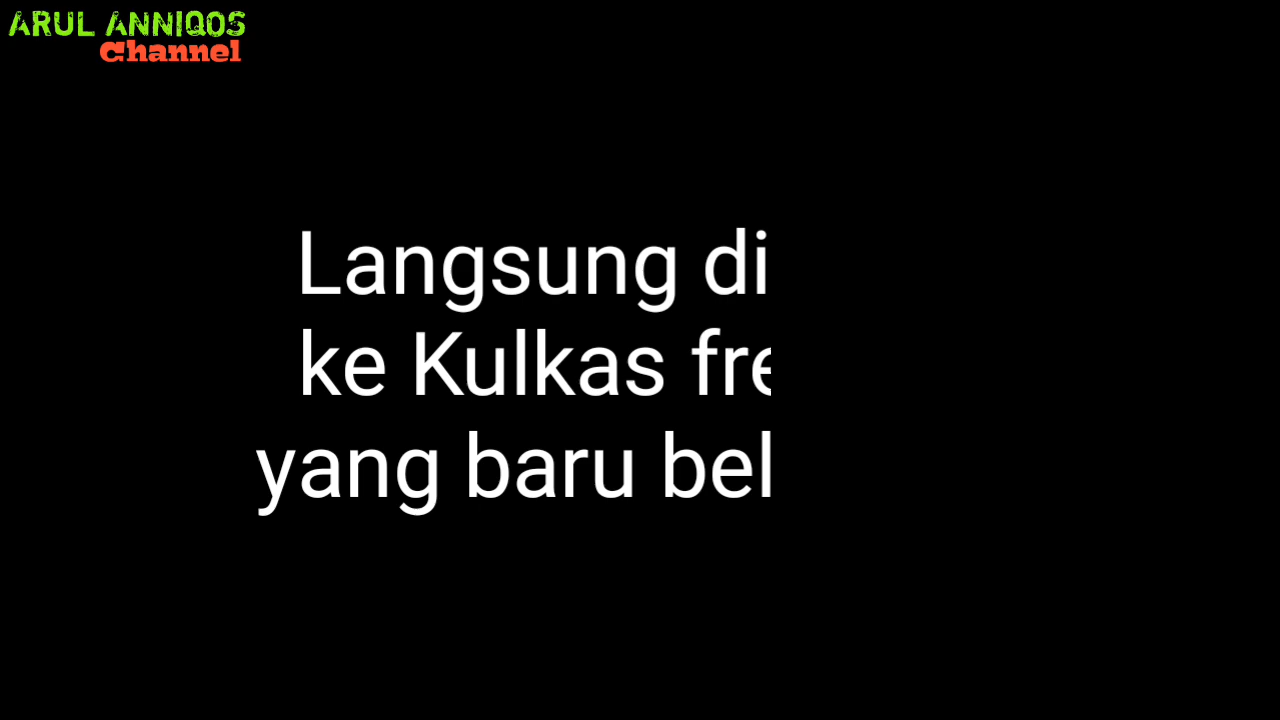 ARUL ANNIQOS
Channel
Langsung di
ke Kulkas fre
yang baru bel